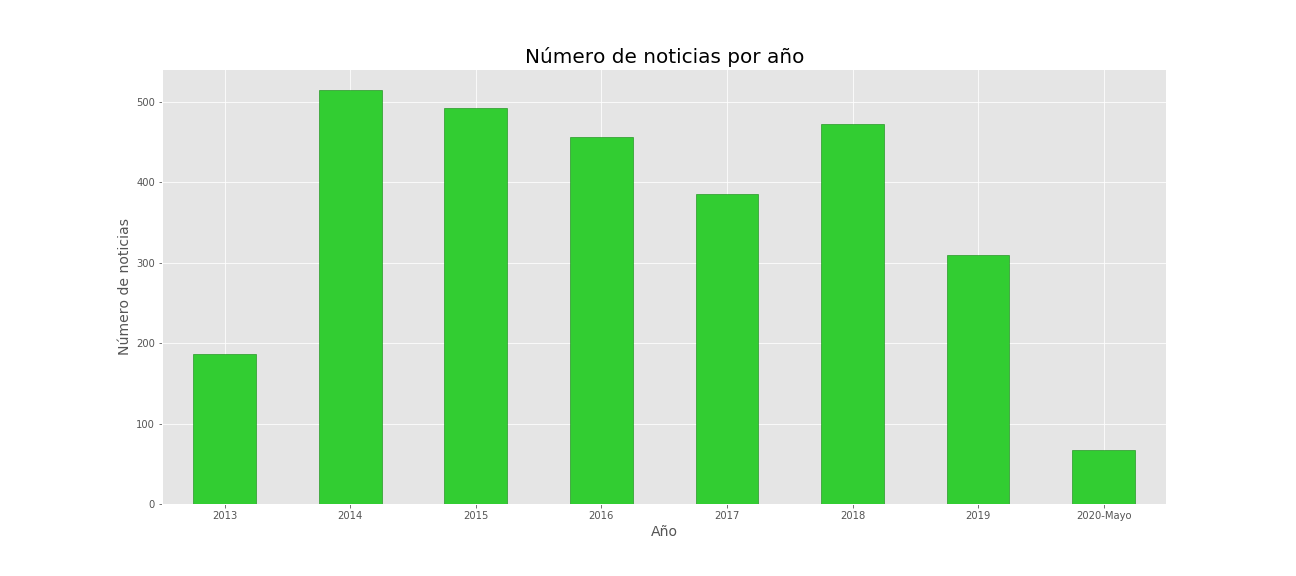 Número de noticias por año
Número de noticias
500
400
300
200
100
0
2013 2014 2015 2016 2017 2018 2019 2020-Mayo
Año